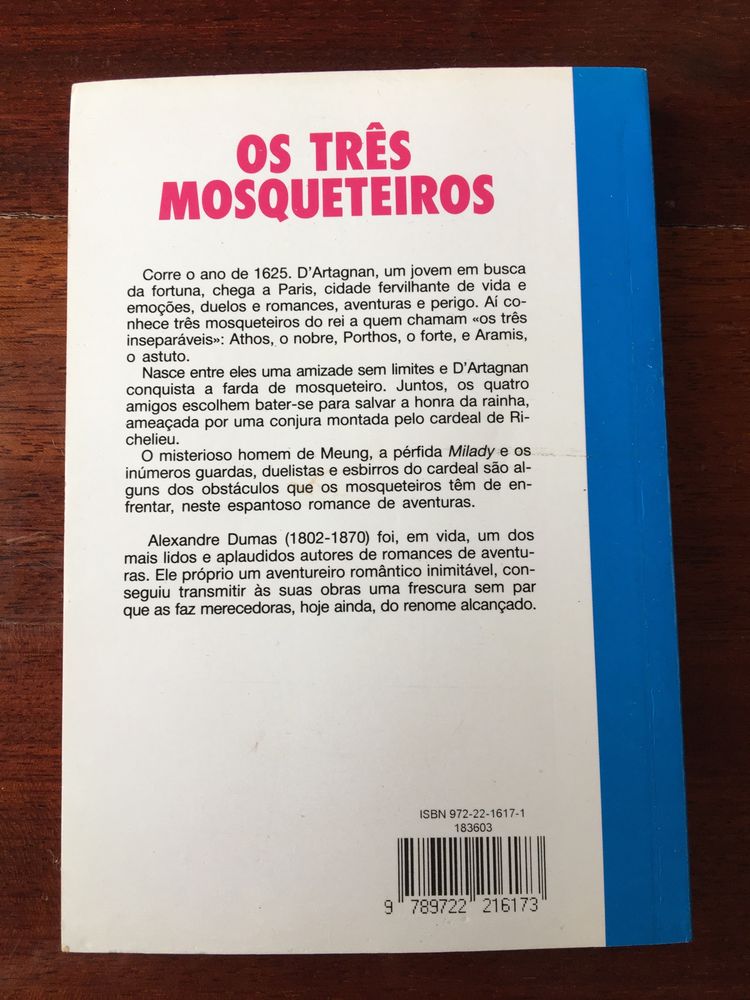 OS TRÊS
MOSQUETEIROS
Corre o ano de 1625. D'Artagnan, um jovem em busca
da fortuna, chega a Paris, cidade fervilhante de vida e
emoções, duelos e romances, aventuras e perigo. Aí co-
nhece três mosqueteiros do rei a quem chamam «os três
inseparáveis»: Athos, o nobre, Porthos, o forte, e Aramis,
o astuto.
Nasce entre eles uma amizade sem limites e D'Artagnan
conquista a farda de mosqueteiro. Juntos, os quatro
amigos escolhem bater-se para salvar a honra da rainha,
ameaçada por uma conjura montada pelo cardeal de Ri-
chelieu.
O misterioso homem de Meung, a pérfida Milady e os
inúmeros guardas, duelistas e esbirros do cardeal são al-
guns dos obstáculos que os mosqueteiros têm de en-
frentar, neste espantoso romance de aventuras.
Alexandre Dumas (1802-1870) foi, em vida, um dos
mais lidos e aplaudidos autores de romances de aventu-
ras. Ele próprio um aventureiro romântico inimitável, con-
seguiu transmitir às suas obras uma frescura sem par
que as faz merecedoras, hoje ainda, do renome alcançado.
ISBN 972-22-1617-1
183603
9 789722 216173